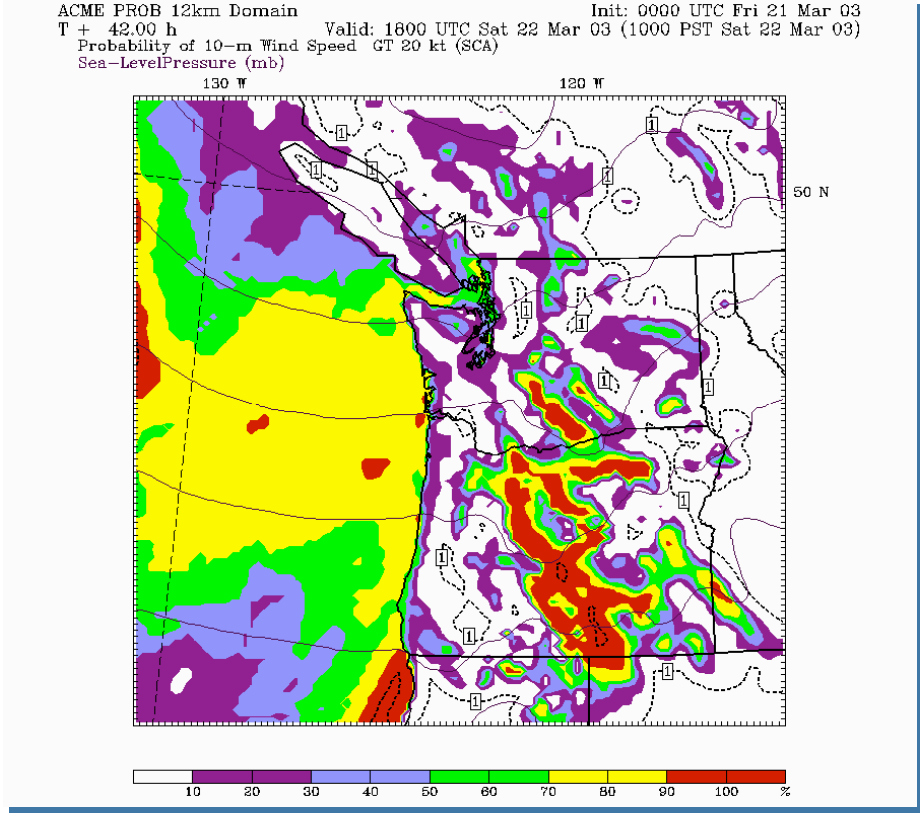 ACME PROB 12km Domain Init: 0000 UTC Fri 21 Mar 03
T + 42.00 h Valid: 1800 UTC Sat 22 Mar 03 (1000 PST Sat 22 Mar 03)
Probability of 10-m Wind Speed GT 20 kt (SCA)
Sea-LevelPressure (mb)
130 W 120 W
1 1
1 1 1
50 N
1 1
1 1
1
1
1
1 1
10 20 30 40 50 60 70 80 90 100 %